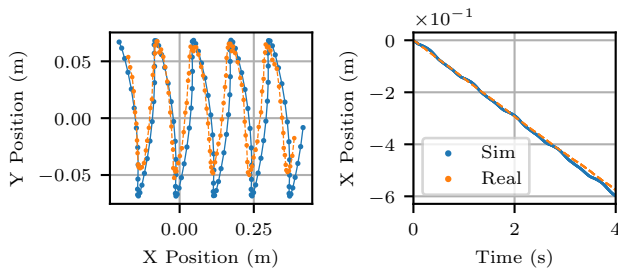 ×10⁻¹
Y Position (m)
0.05
0.00
−0.05
0.00
0.25
X Position (m)
X Position (m)
0
−2
−4
−6
Sim
Real
0
2
4
Time (s)